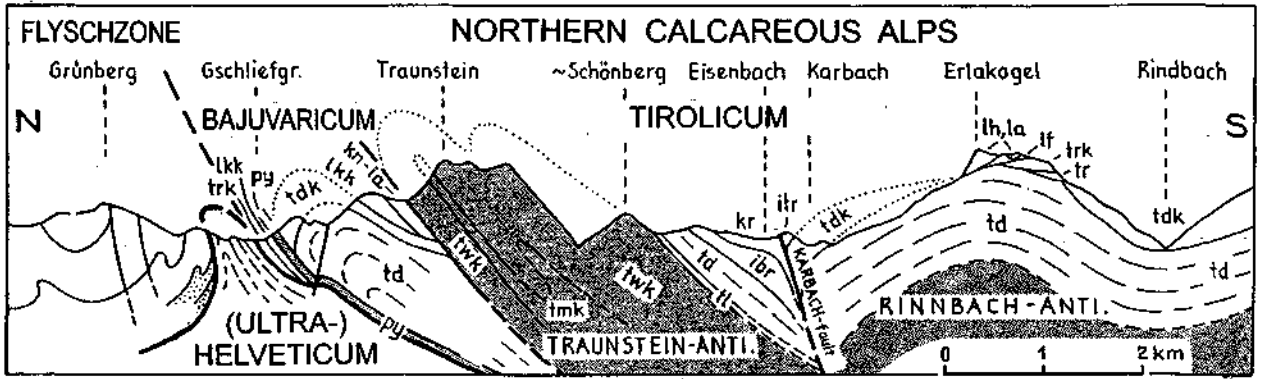 FLYSCHZONE
NORTHERN CALCAREOUS ALPS
Grünberg
Gschliefgr.
Traunstein
~Schönberg
Eisenbach
Karbach
Erlakogel
Rindbach
N
BAJUVARICUM
TIROLICUM
S
lkk
trk
py
tdk
lkk
kn-la
td
py
(ULTRA-)
HELVETICUM
twk
tmk
TRAUNSTEIN-ANTI.
twk
td
tl
kr
jbr
jlr
KARBACH-fault
tdk
lh,la
lf
trk
tr
td
tdk
td
RINNBACH-ANTI.
0 1 2 km